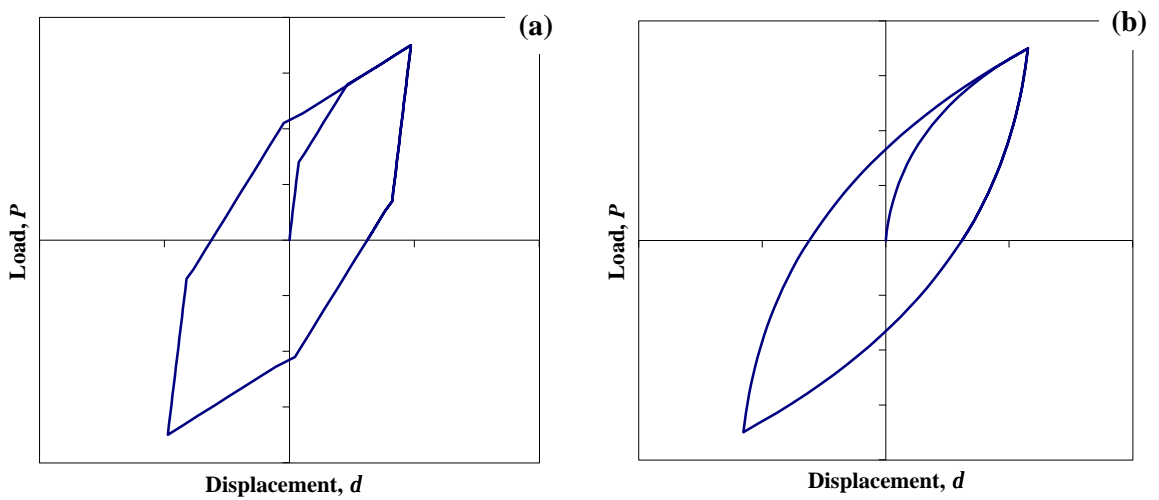 (a)
Load, P
Displacement, d
(b)
Load, P
Displacement, d